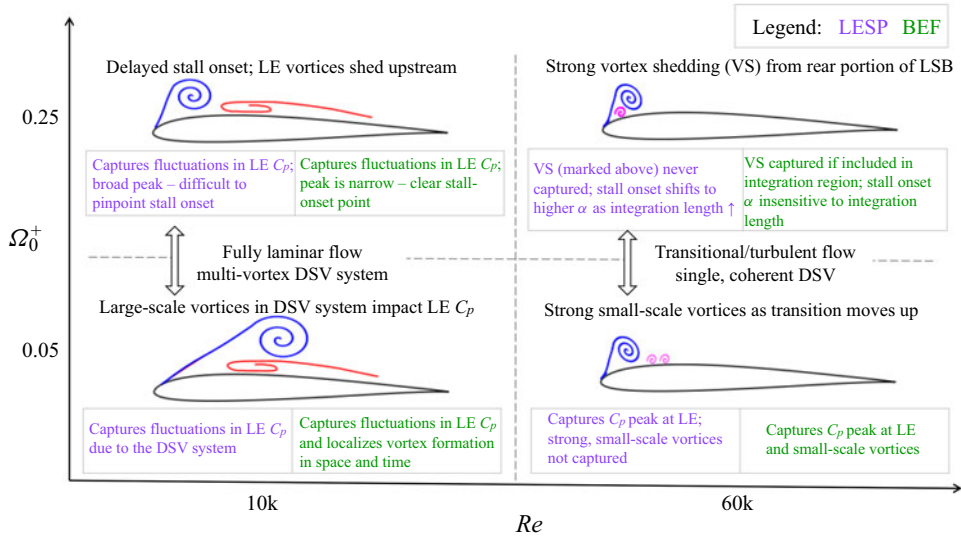 Legend: LESP BEF
Delayed stall onset; LE vortices shed upstream
Strong vortex shedding (VS) from rear portion of LSB
0.25
Captures fluctuations in LE Cₚ;
broad peak – difficult to
pinpoint stall onset
Captures fluctuations in LE Cₚ;
peak is narrow – clear stall-
onset point
VS (marked above) never
captured; stall onset shifts to
higher α as integration length ↑
VS captured if included in
integration region; stall onset
α insensitive to integration
length
Ω₀⁺
Fully laminar flow
multi-vortex DSV system
Transitional/turbulent flow
single, coherent DSV
Large-scale vortices in DSV system impact LE Cₚ
Strong small-scale vortices as transition moves up
0.05
Captures fluctuations in LE Cₚ
due to the DSV system
Captures fluctuations in LE Cₚ
and localizes vortex formation
in space and time
Captures Cₚ peak at LE;
strong, small-scale vortices
not captured
Captures Cₚ peak at LE
and small-scale vortices
10k
60k
Re